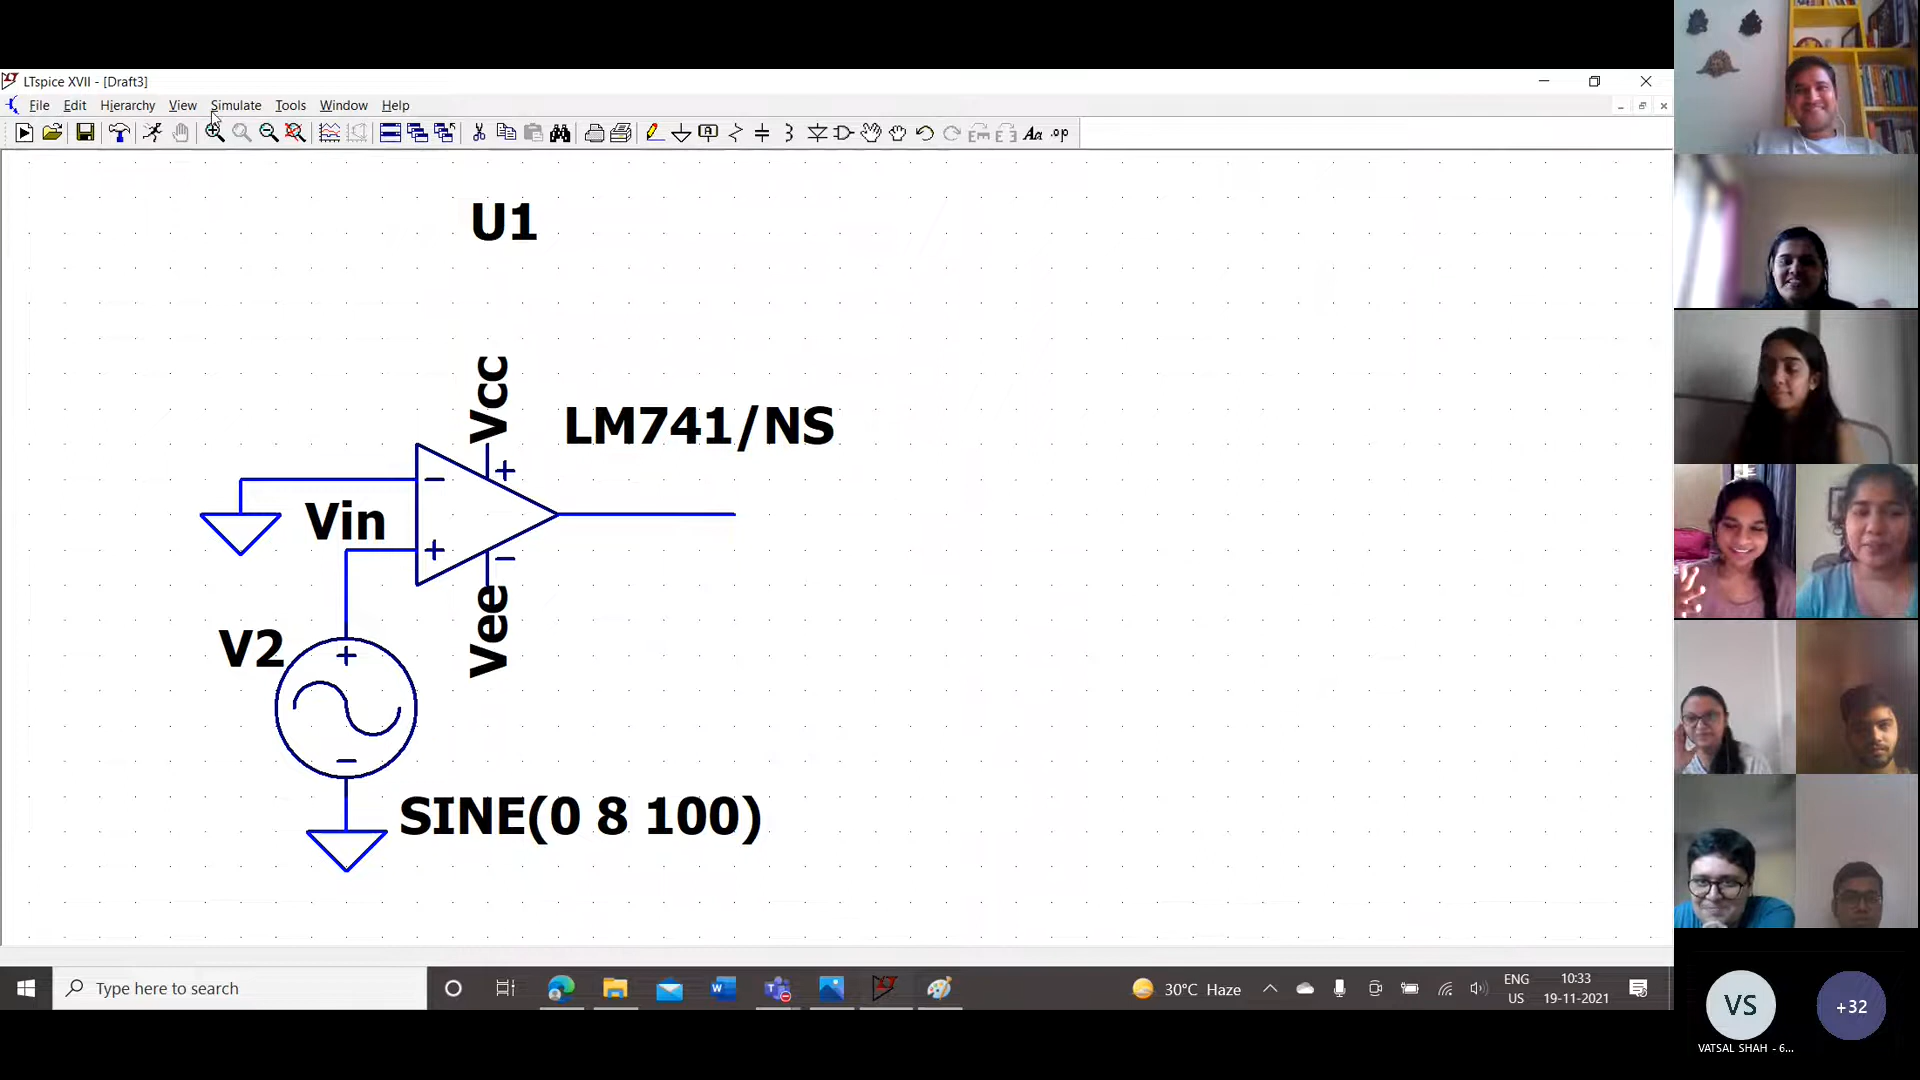 LTspice XVII - [Draft3]
File Edit Hierarchy View Simulate Tools Window Help
Aa .op
U1
Vcc
LM741/NS
+
−
Vin
+
−
Vee
V2
+
−
SINE(0 8 100)
Type here to search
30°C Haze
ENG
US
10:33
19-11-2021
VS
+32
VATSAL SHAH - 6...